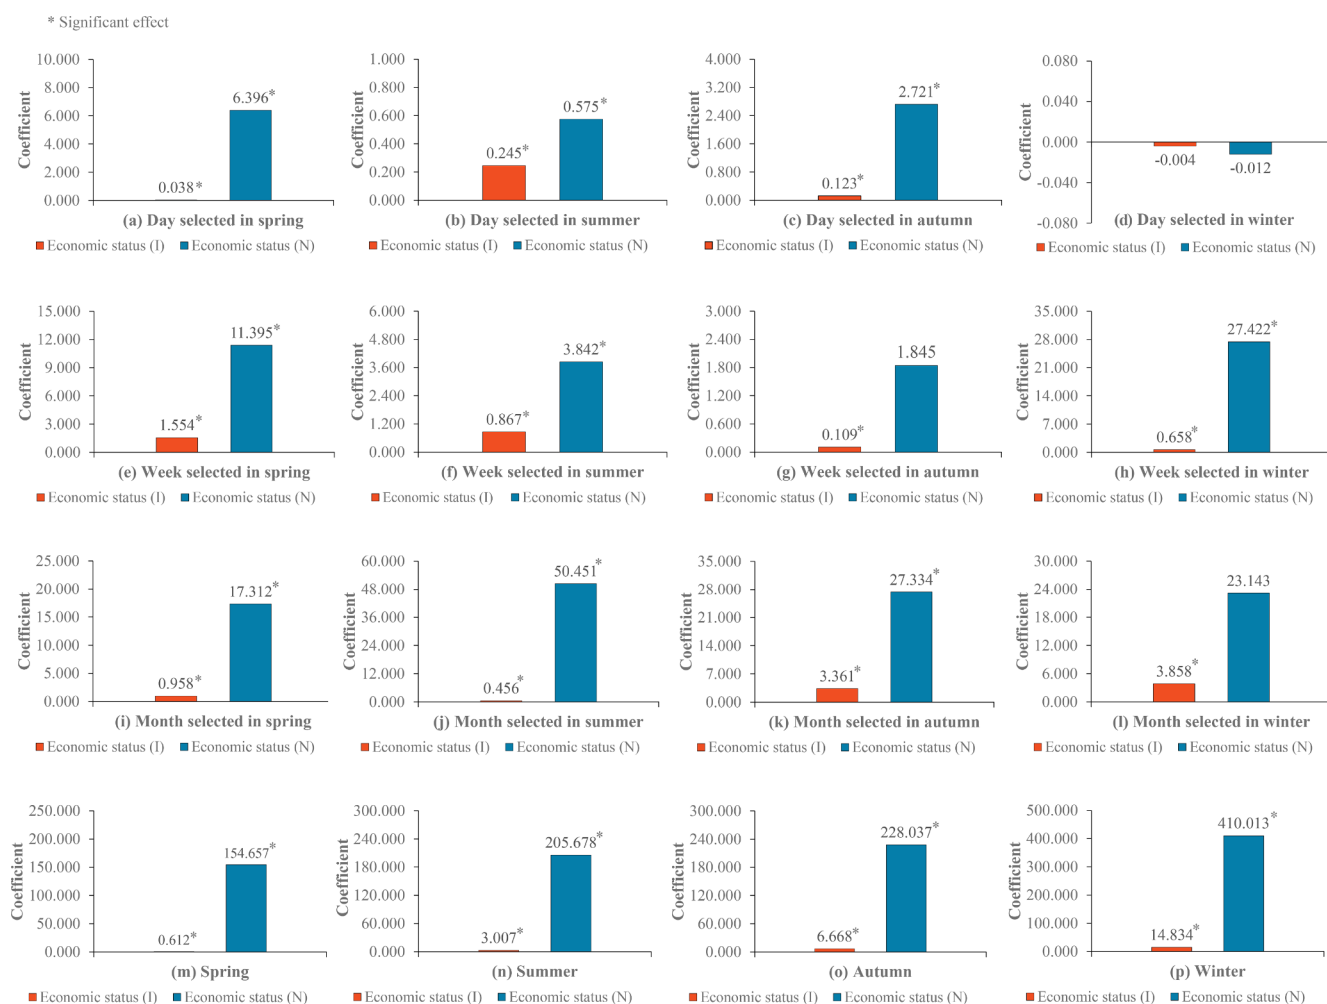 * Significant effect
10.000
8.000
6.000
4.000
2.000
0.000
Coefficient
0.038*
6.396*
(a) Day selected in spring
Economic status (I) Economic status (N)
1.000
0.800
0.600
0.400
0.200
0.000
Coefficient
0.245*
0.575*
(b) Day selected in summer
Economic status (I) Economic status (N)
4.000
3.200
2.400
1.600
0.800
0.000
Coefficient
0.123*
2.721*
(c) Day selected in autumn
Economic status (I) Economic status (N)
0.080
0.040
0.000
-0.040
-0.080
Coefficient
-0.004
-0.012
(d) Day selected in winter
Economic status (I) Economic status (N)
15.000
12.000
9.000
6.000
3.000
0.000
Coefficient
1.554*
11.395*
(e) Week selected in spring
Economic status (I) Economic status (N)
6.000
4.800
3.600
2.400
1.200
0.000
Coefficient
0.867*
3.842*
(f) Week selected in summer
Economic status (I) Economic status (N)
3.000
2.400
1.800
1.200
0.600
0.000
Coefficient
0.109*
1.845
(g) Week selected in autumn
Economic status (I) Economic status (N)
35.000
28.000
21.000
14.000
7.000
0.000
Coefficient
0.658*
27.422*
(h) Week selected in winter
Economic status (I) Economic status (N)
25.000
20.000
15.000
10.000
5.000
0.000
Coefficient
0.958*
17.312*
(i) Month selected in spring
Economic status (I) Economic status (N)
60.000
48.000
36.000
24.000
12.000
0.000
Coefficient
0.456*
50.451*
(j) Month selected in summer
Economic status (I) Economic status (N)
35.000
28.000
21.000
14.000
7.000
0.000
Coefficient
3.361*
27.334*
(k) Month selected in autumn
Economic status (I) Economic status (N)
30.000
24.000
18.000
12.000
6.000
0.000
Coefficient
3.858*
23.143
(l) Month selected in winter
Economic status (I) Economic status (N)
250.000
200.000
150.000
100.000
50.000
0.000
Coefficient
0.612*
154.657*
(m) Spring
Economic status (I) Economic status (N)
300.000
240.000
180.000
120.000
60.000
0.000
Coefficient
3.007*
205.678*
(n) Summer
Economic status (I) Economic status (N)
300.000
240.000
180.000
120.000
60.000
0.000
Coefficient
6.668*
228.037*
(o) Autumn
Economic status (I) Economic status (N)
500.000
400.000
300.000
200.000
100.000
0.000
Coefficient
14.834*
410.013*
(p) Winter
Economic status (I) Economic status (N)